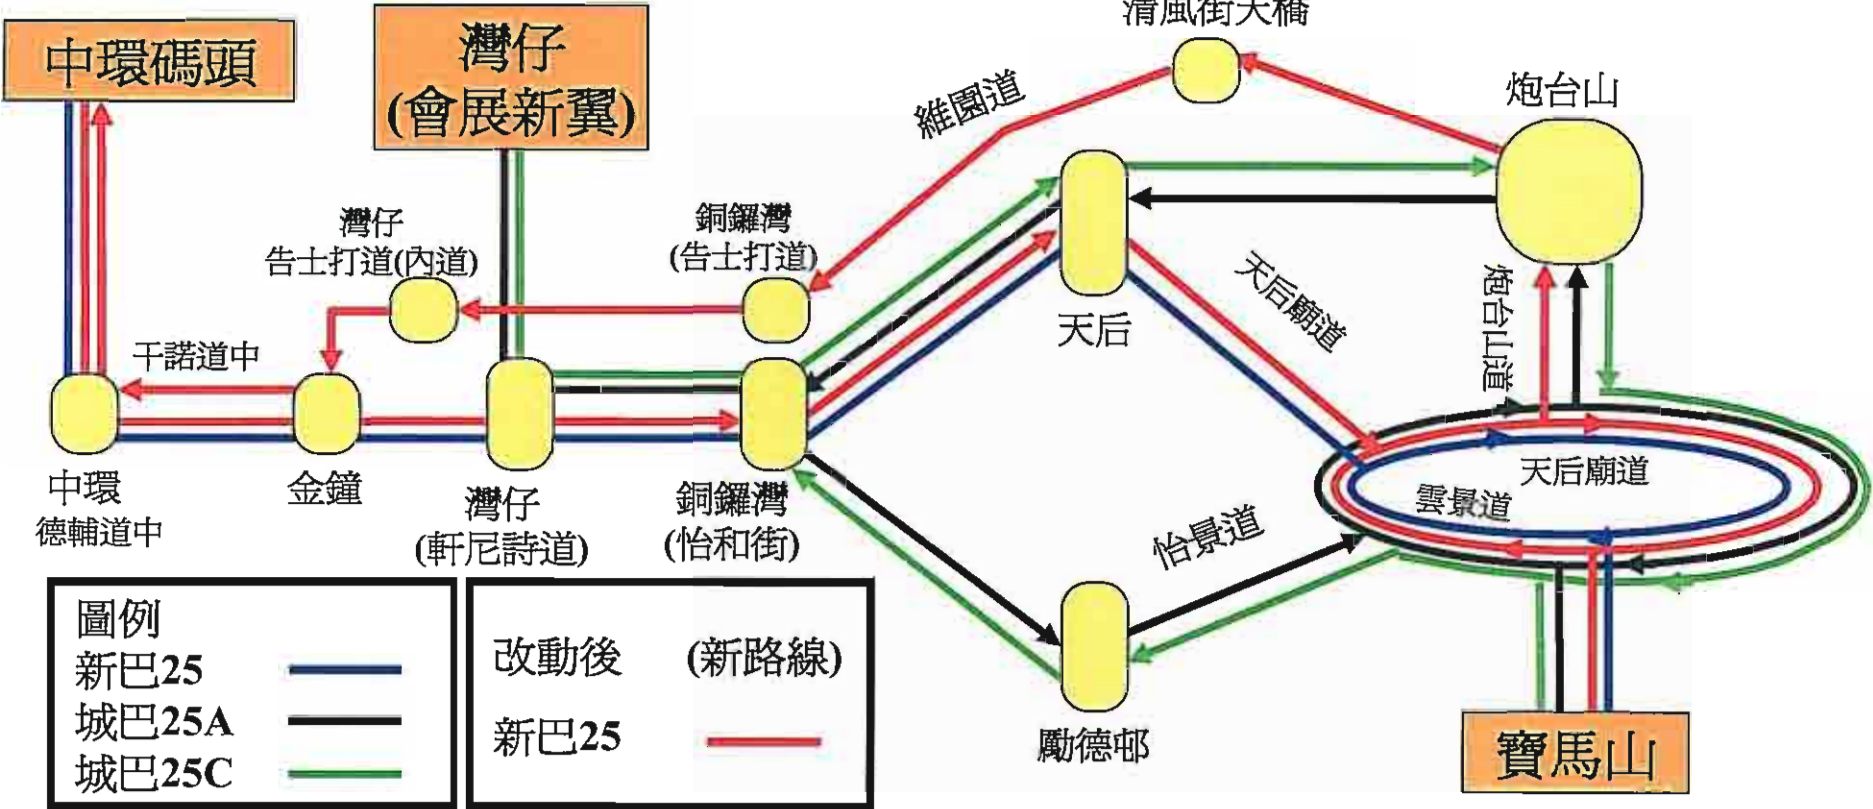 清風街天橋
中環碼頭
灣仔
(會展新翼)
炮台山
維園道
灣仔
告士打道(內道)
銅鑼灣
(告士打道)
天后
天后廟道
炮台山道
干諾道中
中環
德輔道中
金鐘
灣仔
(軒尼詩道)
銅鑼灣
(怡和街)
天后廟道
雲景道
怡景道
勵德邨
寶馬山
圖例
新巴25
城巴25A
城巴25C
改動後 (新路線)
新巴25